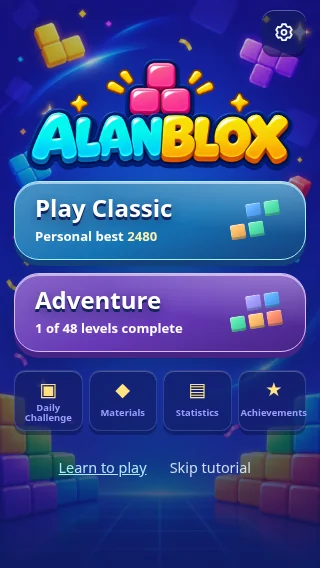 ALANBLOX
Play Classic
Personal best 2480
Adventure
1 of 48 levels complete
Daily
Challenge
Materials
Statistics
Achievements
Learn to play
Skip tutorial